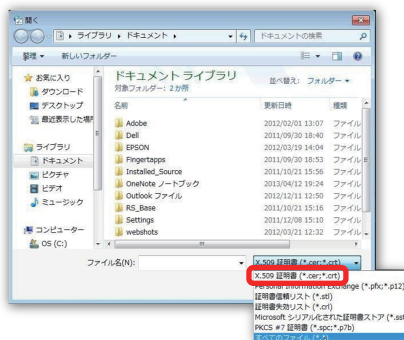 開く
ライブラリ ▸ ドキュメント ▸
ドキュメントの検索
整理 ▼ 新しいフォルダー
お気に入り
ダウンロード
デスクトップ
最近表示した場所
ライブラリ
ドキュメント
ピクチャ
ビデオ
ミュージック
コンピューター
OS (C:)
ドキュメント ライブラリ
対象フォルダー: 2 か所
並べ替え: フォルダー ▼
名前 更新日時 種類
Adobe 2012/02/01 13:07 ファイル
Dell 2011/09/30 18:40 ファイル
EPSON 2012/03/19 14:04 ファイル
Fingertapps 2011/09/30 18:53 ファイル
Installed_Source 2011/10/21 15:56 ファイル
OneNote ノートブック 2013/04/12 19:24 ファイル
Outlook ファイル 2012/12/11 12:50 ファイル
RS_Base 2011/10/21 15:16 ファイル
Settings 2011/12/08 15:10 ファイル
webshots 2012/03/21 12:32 ファイル
ファイル名(N):
X.509 証明書 (*.cer;*.crt)
X.509 証明書 (*.cer;*.crt)
Personal Information Exchange (*.pfx;*.p12)
証明書信頼リスト (*.stl)
証明書失効リスト (*.crl)
Microsoft シリアル化された証明書ストア (*.sst
PKCS #7 証明書 (*.spc;*.p7b)
すべてのファイル (*.*)